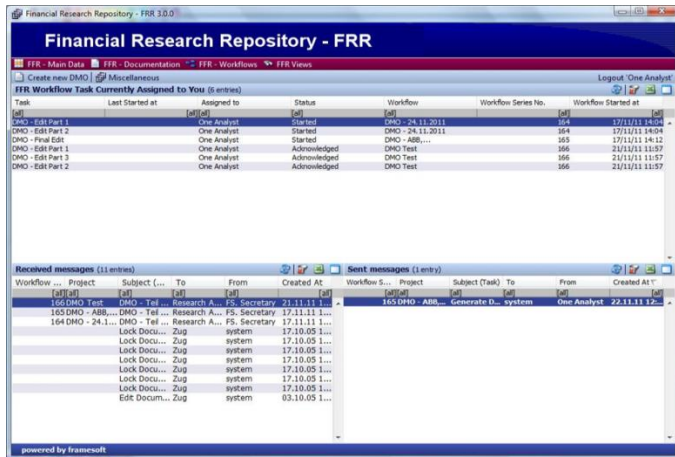 Financial Research Repository - FRR 3.0.0
Financial Research Repository - FRR
FFR - Main Data FFR - Documentation FFR - Workflows FFR Views
Create new DMO Miscellaneous Logout 'One Analyst'
FFR Workflow Task Currently Assigned to You (6 entries)
Task Last Started at Assigned to Status Workflow Workflow Series No. Workflow Started at
[all] [all][all] [all] [all] [all] [all]
DMO - Edit Part 1 One Analyst Started DMO - 24.11.2011 164 17/11/11 14:04
DMO - Edit Part 2 One Analyst Started DMO - 24.11.2011 164 17/11/11 14:04
DMO - Final Edit One Analyst Started DMO - ABB,... 165 17/11/11 14:12
DMO - Edit Part 1 One Analyst Acknowledged DMO Test 166 21/11/11 11:57
DMO - Edit Part 3 One Analyst Acknowledged DMO Test 166 21/11/11 11:57
DMO - Edit Part 2 One Analyst Acknowledged DMO Test 166 21/11/11 11:57
Received messages (11 entries)
Workflow ... Project Subject (... To From Created At
[all][all] [all] [all] [all] [all]
166 DMO Test DMO - Teil ... Research A... FS. Secretary 21.11.11 1...
165 DMO - ABB,... DMO - Teil ... Research A... FS. Secretary 17.11.11 1...
164 DMO - 24.1... DMO - Teil ... Research A... FS. Secretary 17.11.11 1...
Lock Docu... Zug system 17.10.05 1...
Lock Docu... Zug system 17.10.05 1...
Lock Docu... Zug system 17.10.05 1...
Lock Docu... Zug system 17.10.05 1...
Lock Docu... Zug system 17.10.05 1...
Lock Docu... Zug system 17.10.05 1...
Lock Docu... Zug system 17.10.05 1...
Edit Docum... Zug system 03.10.05 1...
Sent messages (1 entry)
Workflow S... Project Subject (Task) To From Created At
[all][all] [all] [all] [all] [all]
165 DMO - ABB,... Generate D... system One Analyst 22.11.11 12:...
powered by framesoft